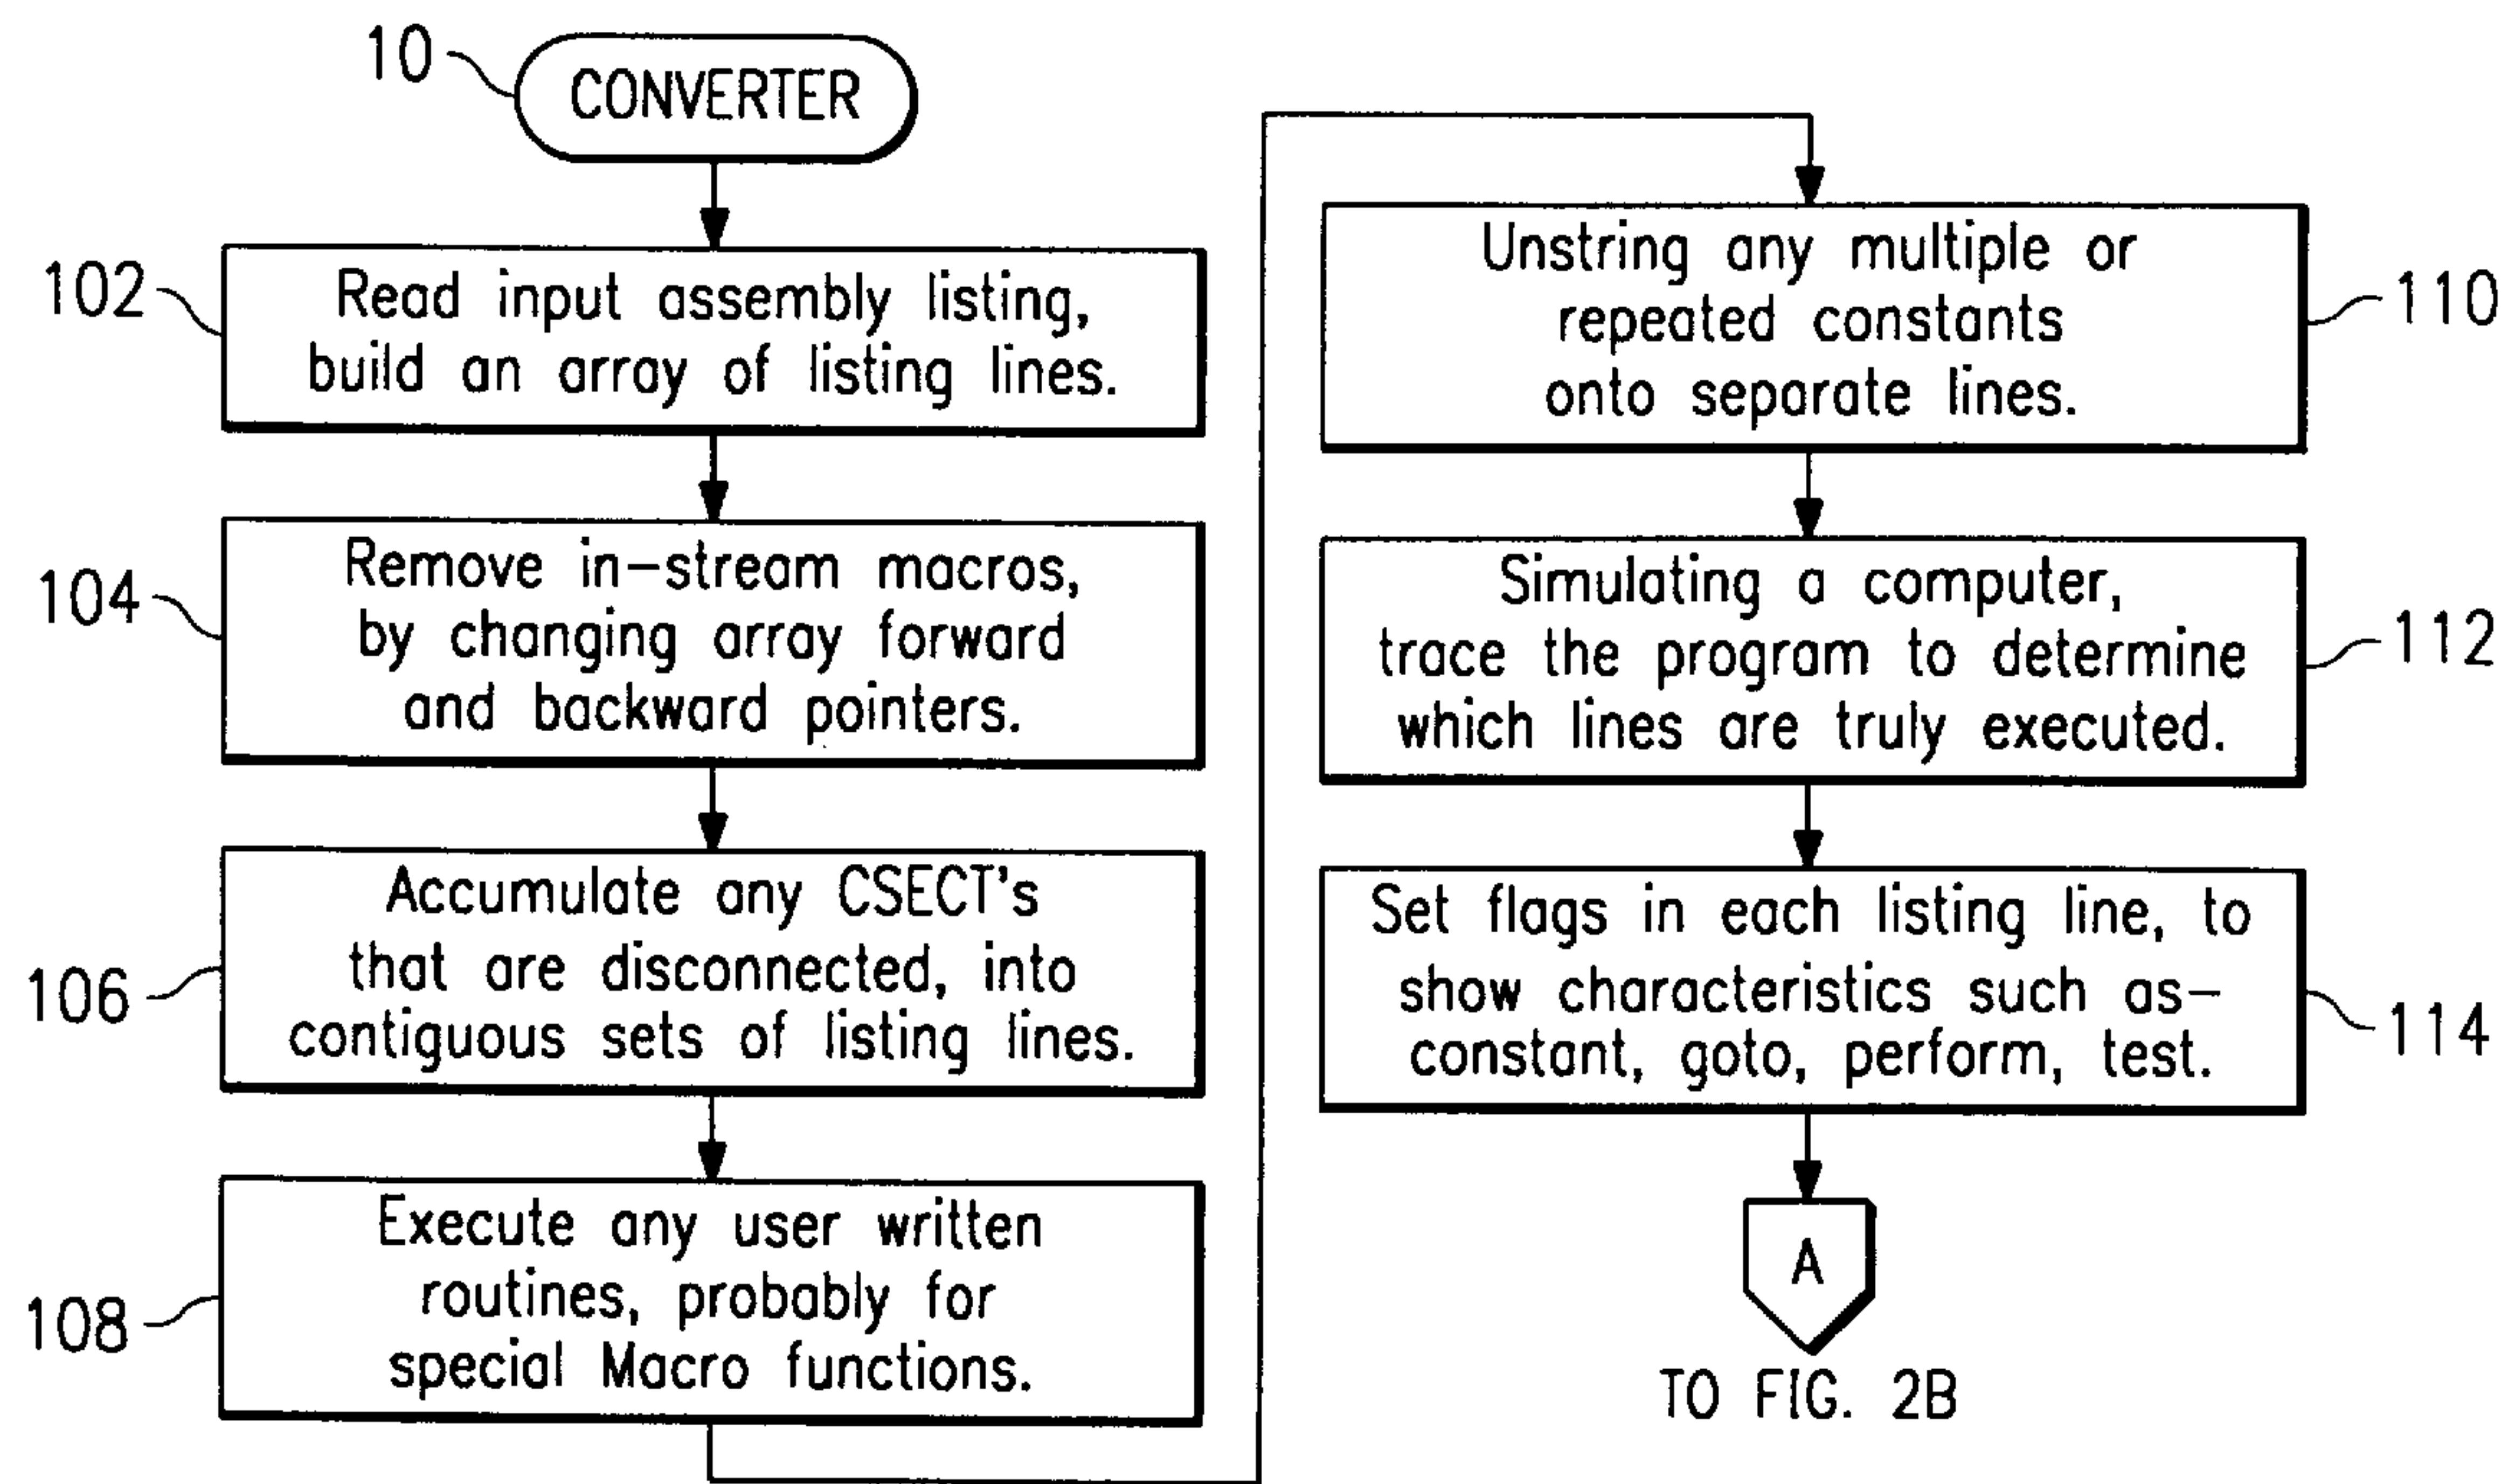 10
CONVERTER
102
Read input assembly listing,
build an array of listing lines.
104
Remove in-stream macros,
by changing array forward
and backward pointers.
106
Accumulate any CSECT's
that are disconnected, into
contiguous sets of listing lines.
108
Execute any user written
routines, probably for
special Macro functions.
Unstring any multiple or
repeated constants
onto separate lines.
110
Simulating a computer,
trace the program to determine
which lines are truly executed.
112
Set flags in each listing line, to
show characteristics such as-
constant, goto, perform, test.
114
A
TO FIG. 2B